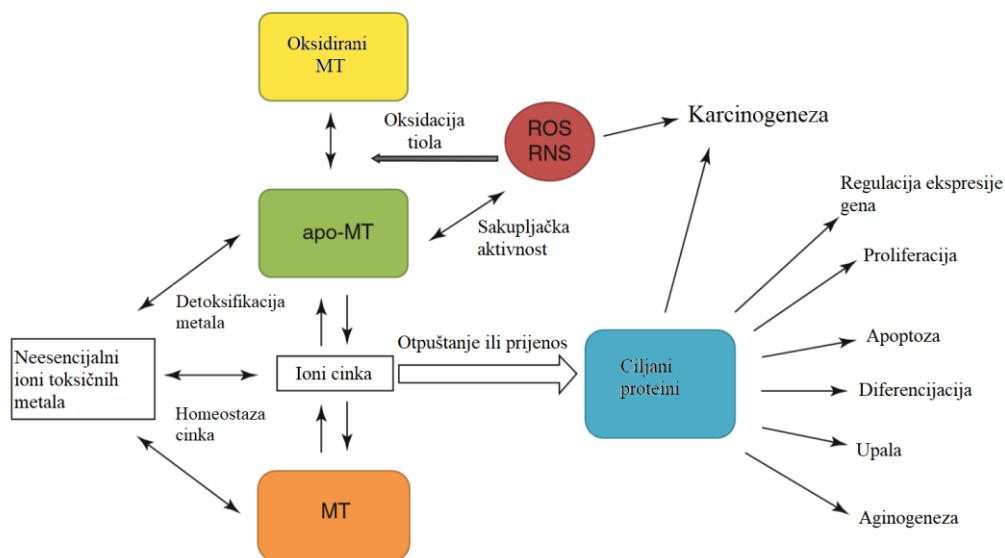 Oksidirani
MT
Oksidacija
tiola
ROS
RNS
Karcinogeneza
Regulacija ekspresije
gena
apo-MT
Sakupljačka
aktivnost
Proliferacija
Detoksifikacija
metala
Neesencijalni
ioni toksičnih
metala
Ioni cinka
Otpuštanje ili prijenos
Ciljani
proteini
Apoptoza
Diferencijacija
Homeostaza
cinka
Upala
MT
Aginogeneza